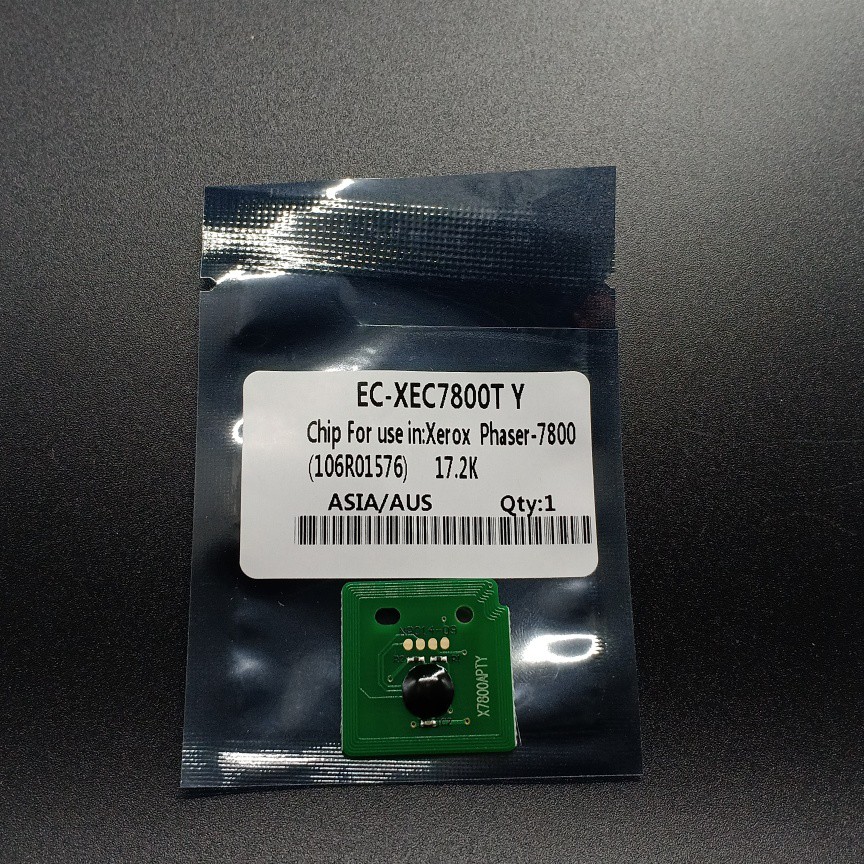 EC-XEC7800T Y
Chip For use in:Xerox Phaser-7800
(106R01576) 17.2K
ASIA/AUS Qty:1
X7800APTY